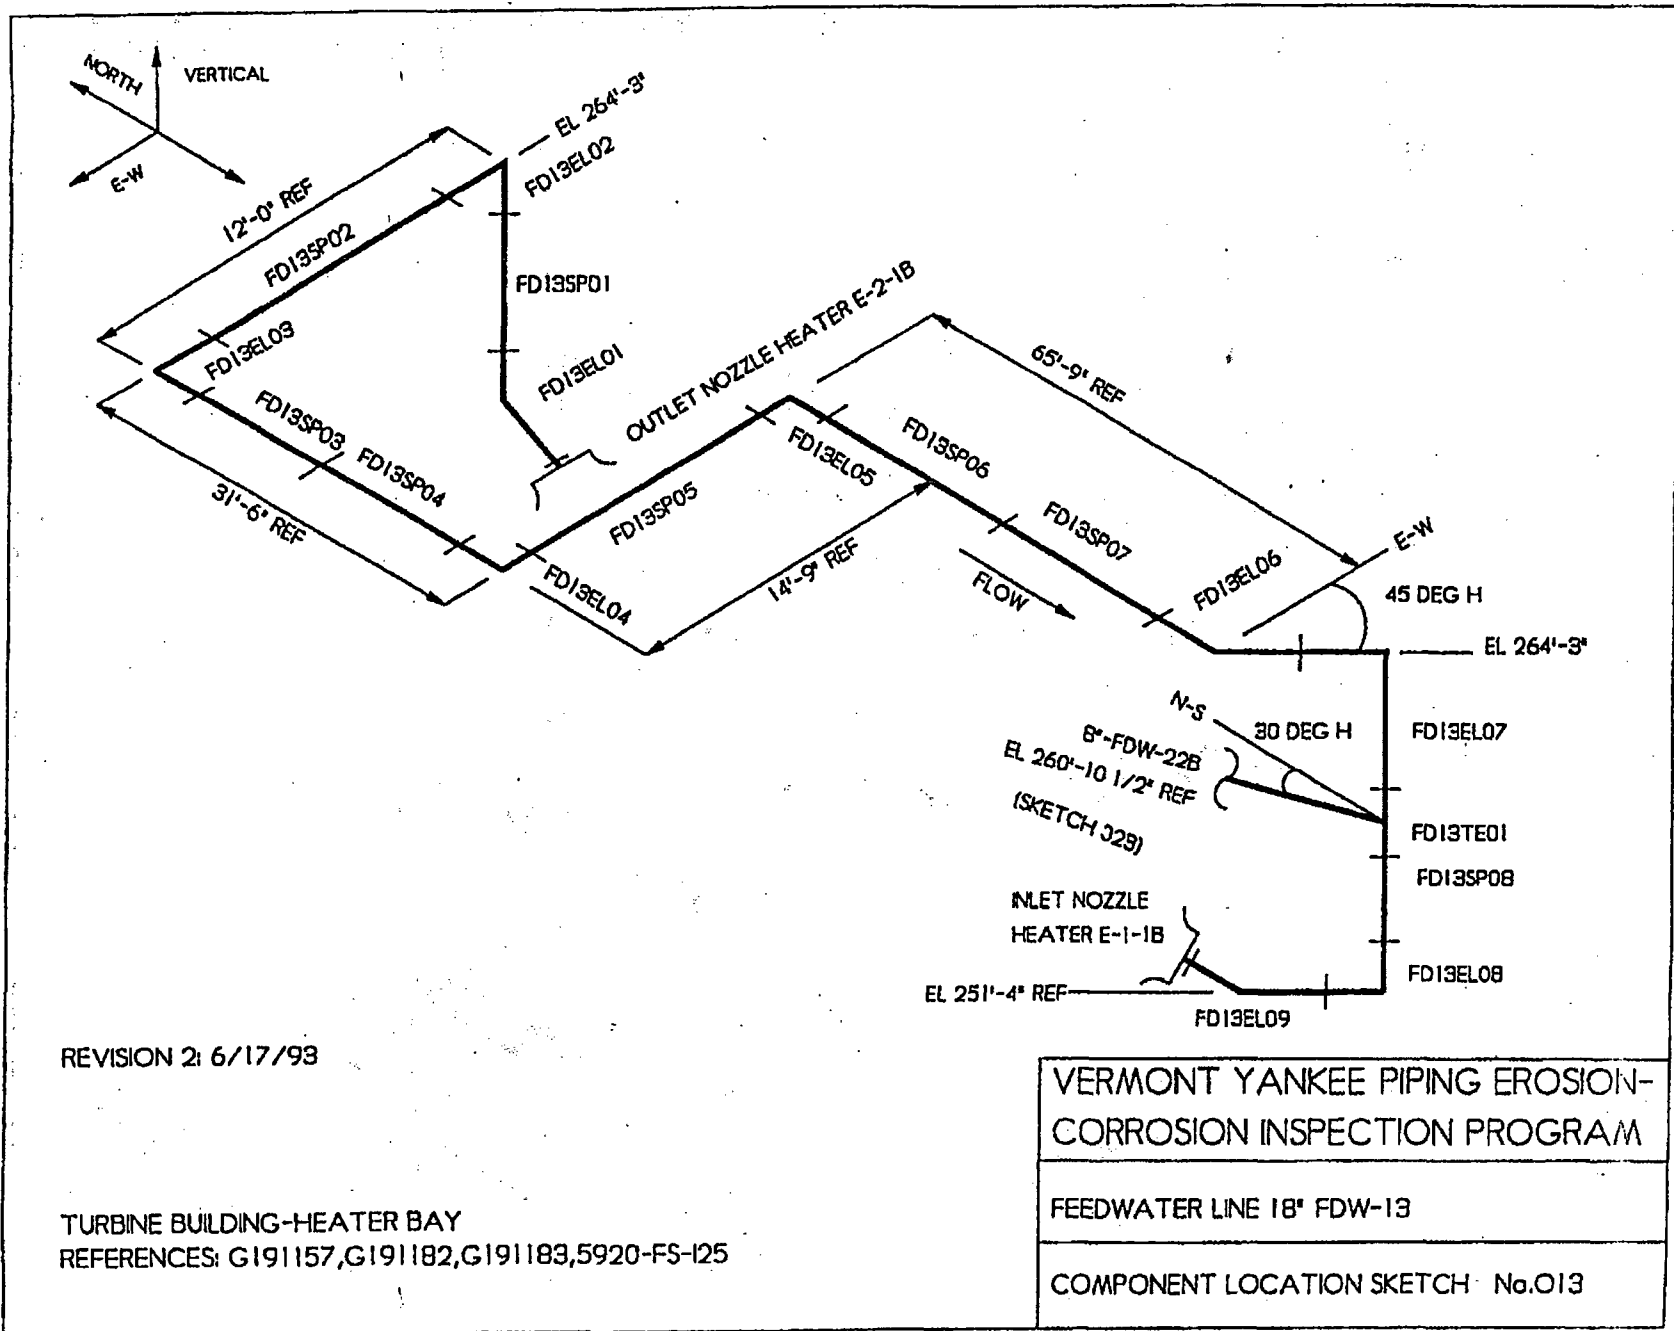 NORTH
VERTICAL
E-W
EL 264'-3"
FD13EL02
12'-0" REF
FD13SP02
FD13SP01
FD13EL03
FD13EL01
OUTLET NOZZLE HEATER E-2-1B
FD13SP03
FD13SP04
31'-6" REF
FD13SP05
FD13EL04
FD13EL05
14'-9" REF
65'-9" REF
FD13SP06
FD13SP07
FLOW
FD13EL06
E-W
45 DEG H
EL 264'-3"
N-S
30 DEG H
FD13EL07
8"-FDW-22B
EL 260'-10 1/2" REF
(SKETCH 023)
FD13TE01
FD13SP08
INLET NOZZLE
HEATER E-1-1B
FD13EL08
EL 251'-4" REF
FD13EL09
REVISION 2: 6/17/93
TURBINE BUILDING-HEATER BAY
REFERENCES: G191157,G191182,G191183,5920-FS-125
VERMONT YANKEE PIPING EROSION-
CORROSION INSPECTION PROGRAM
FEEDWATER LINE 18" FDW-13
COMPONENT LOCATION SKETCH No.013